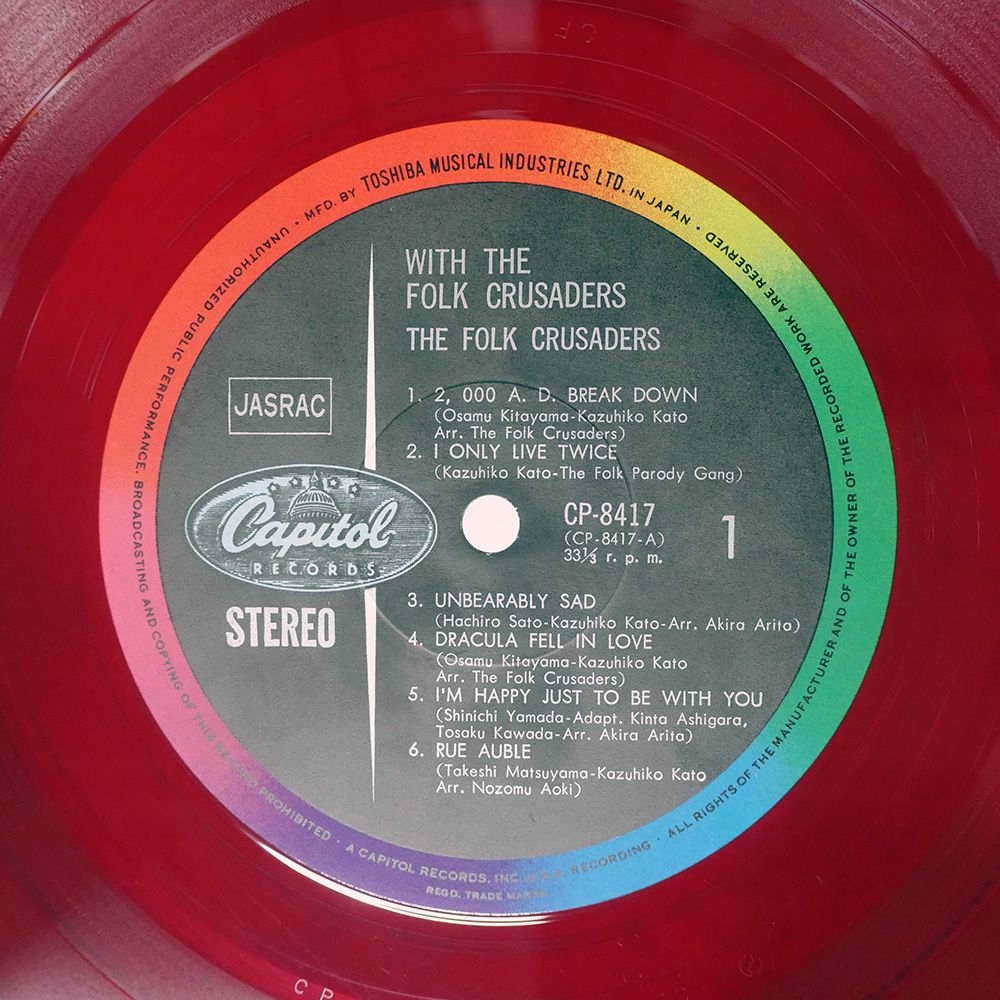 UNAUTHORIZED PUBLIC PERFORMANCE, BROADCASTING AND COPYING OF THIS RECORD PROHIBITED · MFD. BY TOSHIBA MUSICAL INDUSTRIES LTD. IN JAPAN · ALL RIGHTS OF THE MANUFACTURER AND OF THE OWNER OF THE RECORDED WORK ARE RESERVED
WITH THE
FOLK CRUSADERS
THE FOLK CRUSADERS
JASRAC
1. 2, 000 A. D. BREAK DOWN
(Osamu Kitayama-Kazuhiko Kato
Arr. The Folk Crusaders)
2. I ONLY LIVE TWICE
(Kazuhiko Kato-The Folk Parody Gang)
Capitol
RECORDS
STEREO
CP-8417
(CP-8417-A)
33⅓ r. p. m.
1
3. UNBEARABLY SAD
(Hachiro Sato-Kazuhiko Kato-Arr. Akira Arita)
4. DRACULA FELL IN LOVE
(Osamu Kitayama-Kazuhiko Kato
Arr. The Folk Crusaders)
5. I'M HAPPY JUST TO BE WITH YOU
(Shinichi Yamada-Adapt. Kinta Ashigara,
Tosaku Kawada-Arr. Akira Arita)
6. RUE AUBLE
(Takeshi Matsuyama-Kazuhiko Kato
Arr. Nozomu Aoki)
· A CAPITOL RECORDS, INC., U.S.A. RECORDING ·
REGD. TRADE MARK
CP